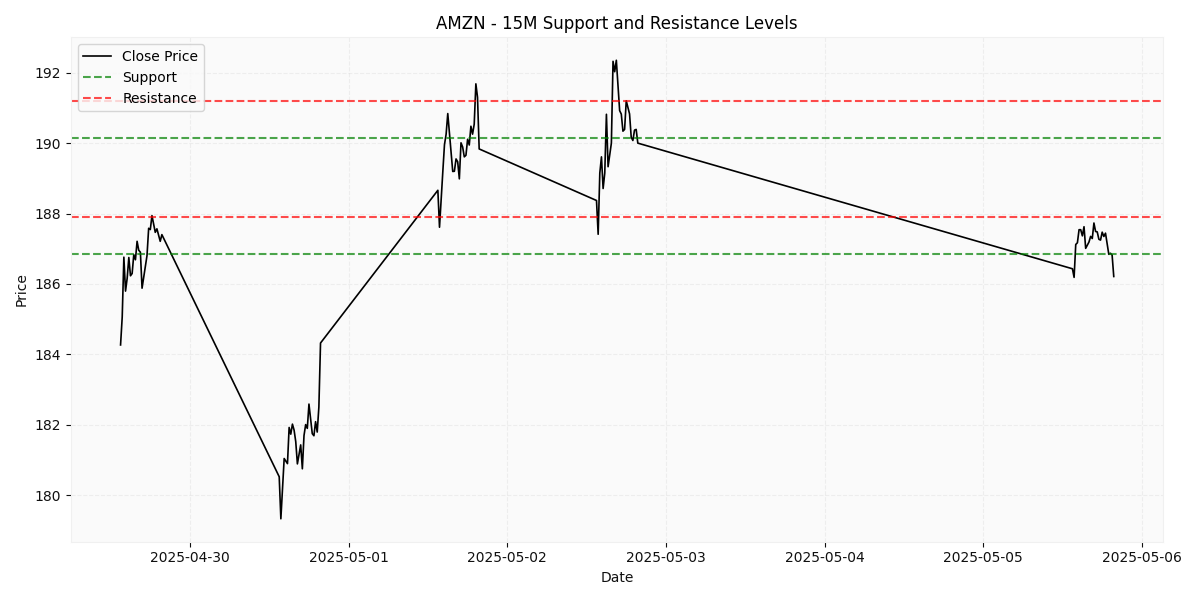 AMZN - 15M Support and Resistance Levels
Close Price
Support
Resistance
Price
192
190
188
186
184
182
180
2025-04-30
2025-05-01
2025-05-02
2025-05-03
2025-05-04
2025-05-05
2025-05-06
Date